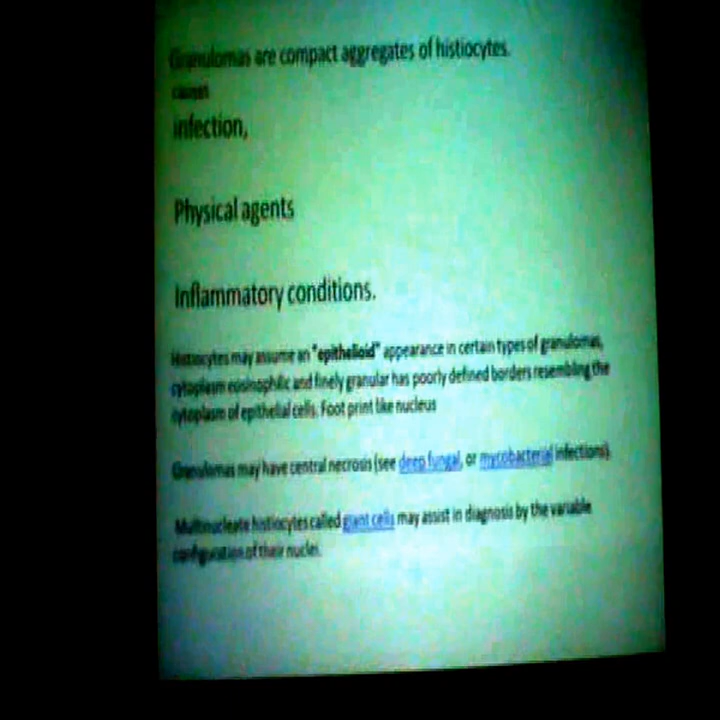 Granulomas are compact aggregates of histiocytes.
causes
infection,
Physical agents
Inflammatory conditions.
Histiocytes may assume an "epithelioid" appearance in certain types of granulomas,
cytoplasm eosinophilic and finely granular has poorly defined borders resembling the
cytoplasm of epithelial cells. Foot print like nucleus
Granulomas may have central necrosis (see deep fungal, or mycobacterial infections).
Multinucleate histiocytes called giant cells may assist in diagnosis by the variable
configuration of their nuclei.